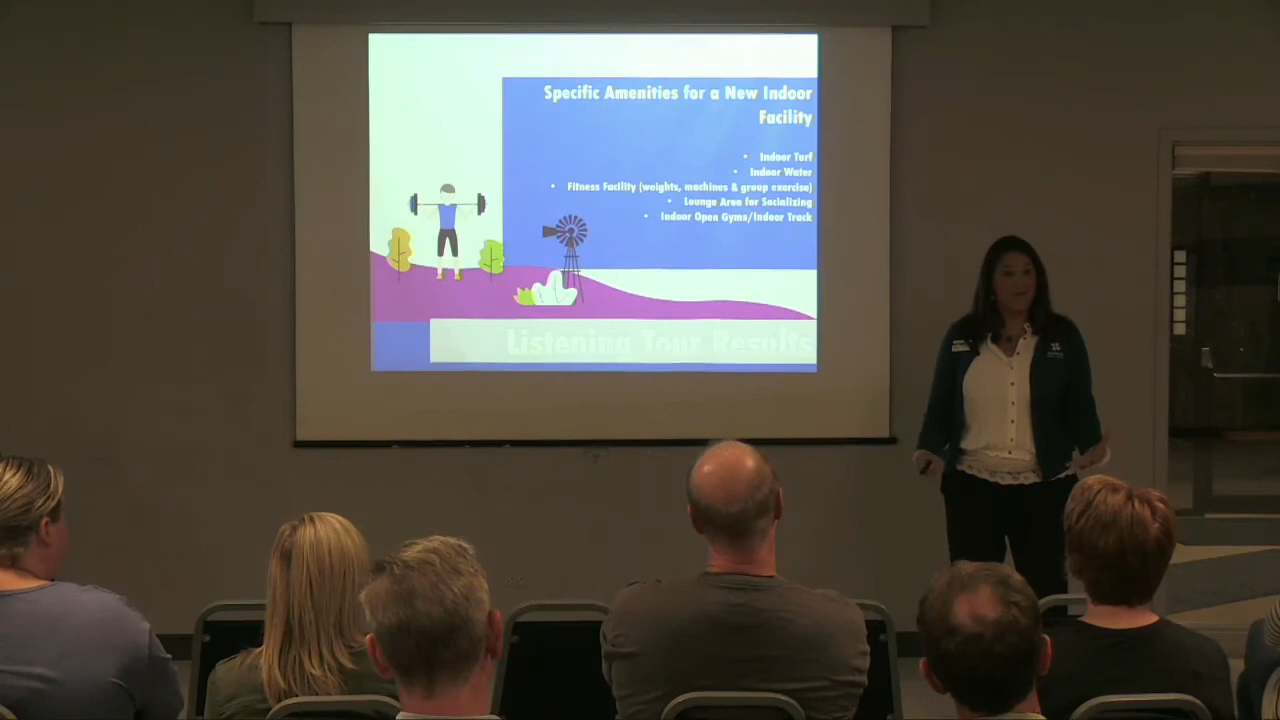 Specific Amenities for a New Indoor
Facility
• Indoor Turf
• Indoor Water
• Fitness Facility (weights, machines & group exercise)
• Lounge Area for Socializing
• Indoor Open Gyms/Indoor Track
Listening Tour Results